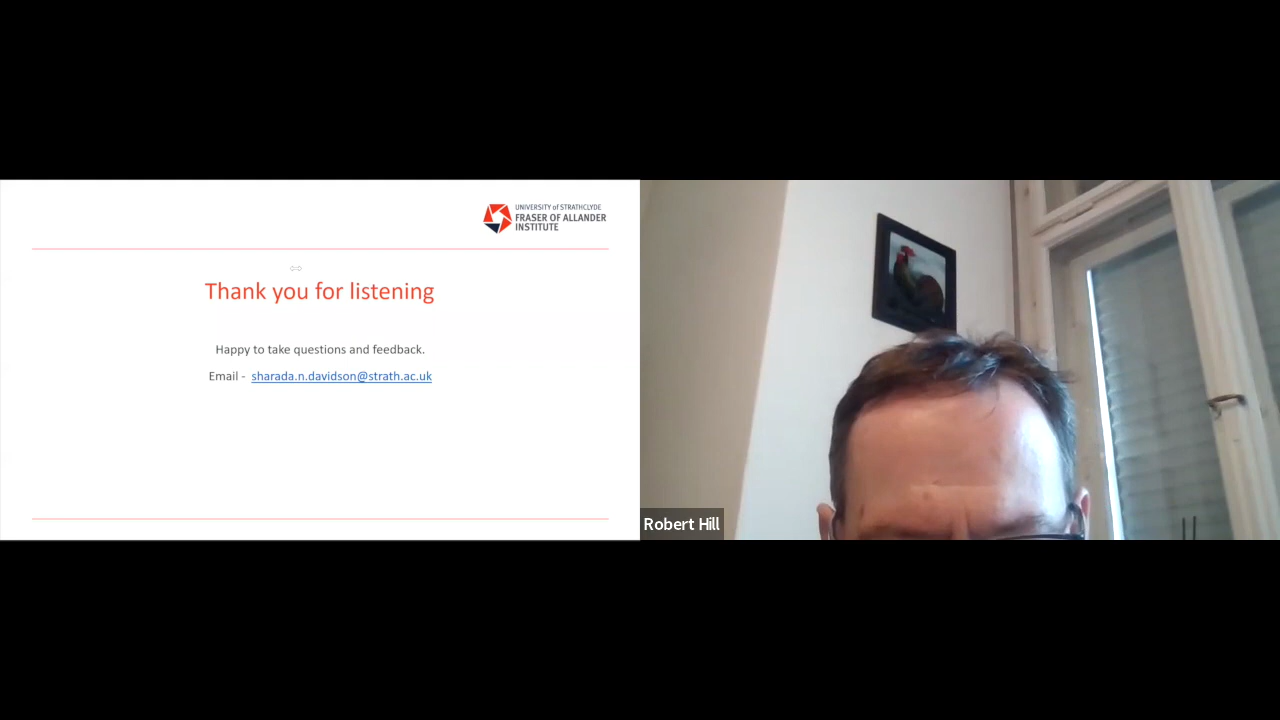 UNIVERSITY of STRATHCLYDE
FRASER OF ALLANDER
INSTITUTE
Thank you for listening
Happy to take questions and feedback.
Email - sharada.n.davidson@strath.ac.uk
Robert Hill